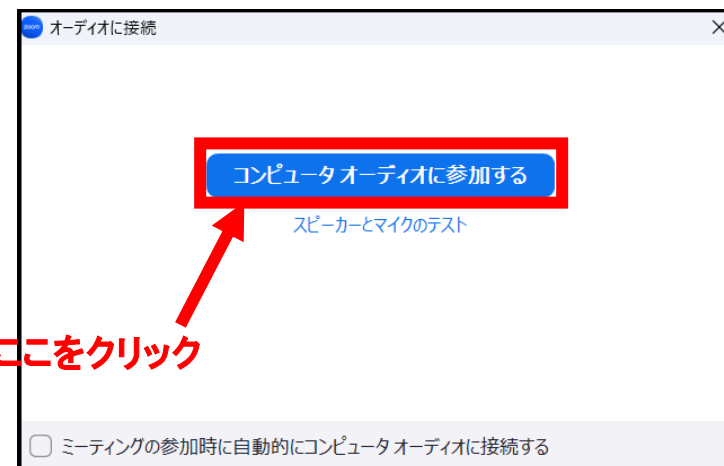 zoom オーディオに接続
コンピュータ オーディオに参加する
スピーカーとマイクのテスト
ここをクリック
ミーティングの参加時に自動的にコンピュータ オーディオに接続する